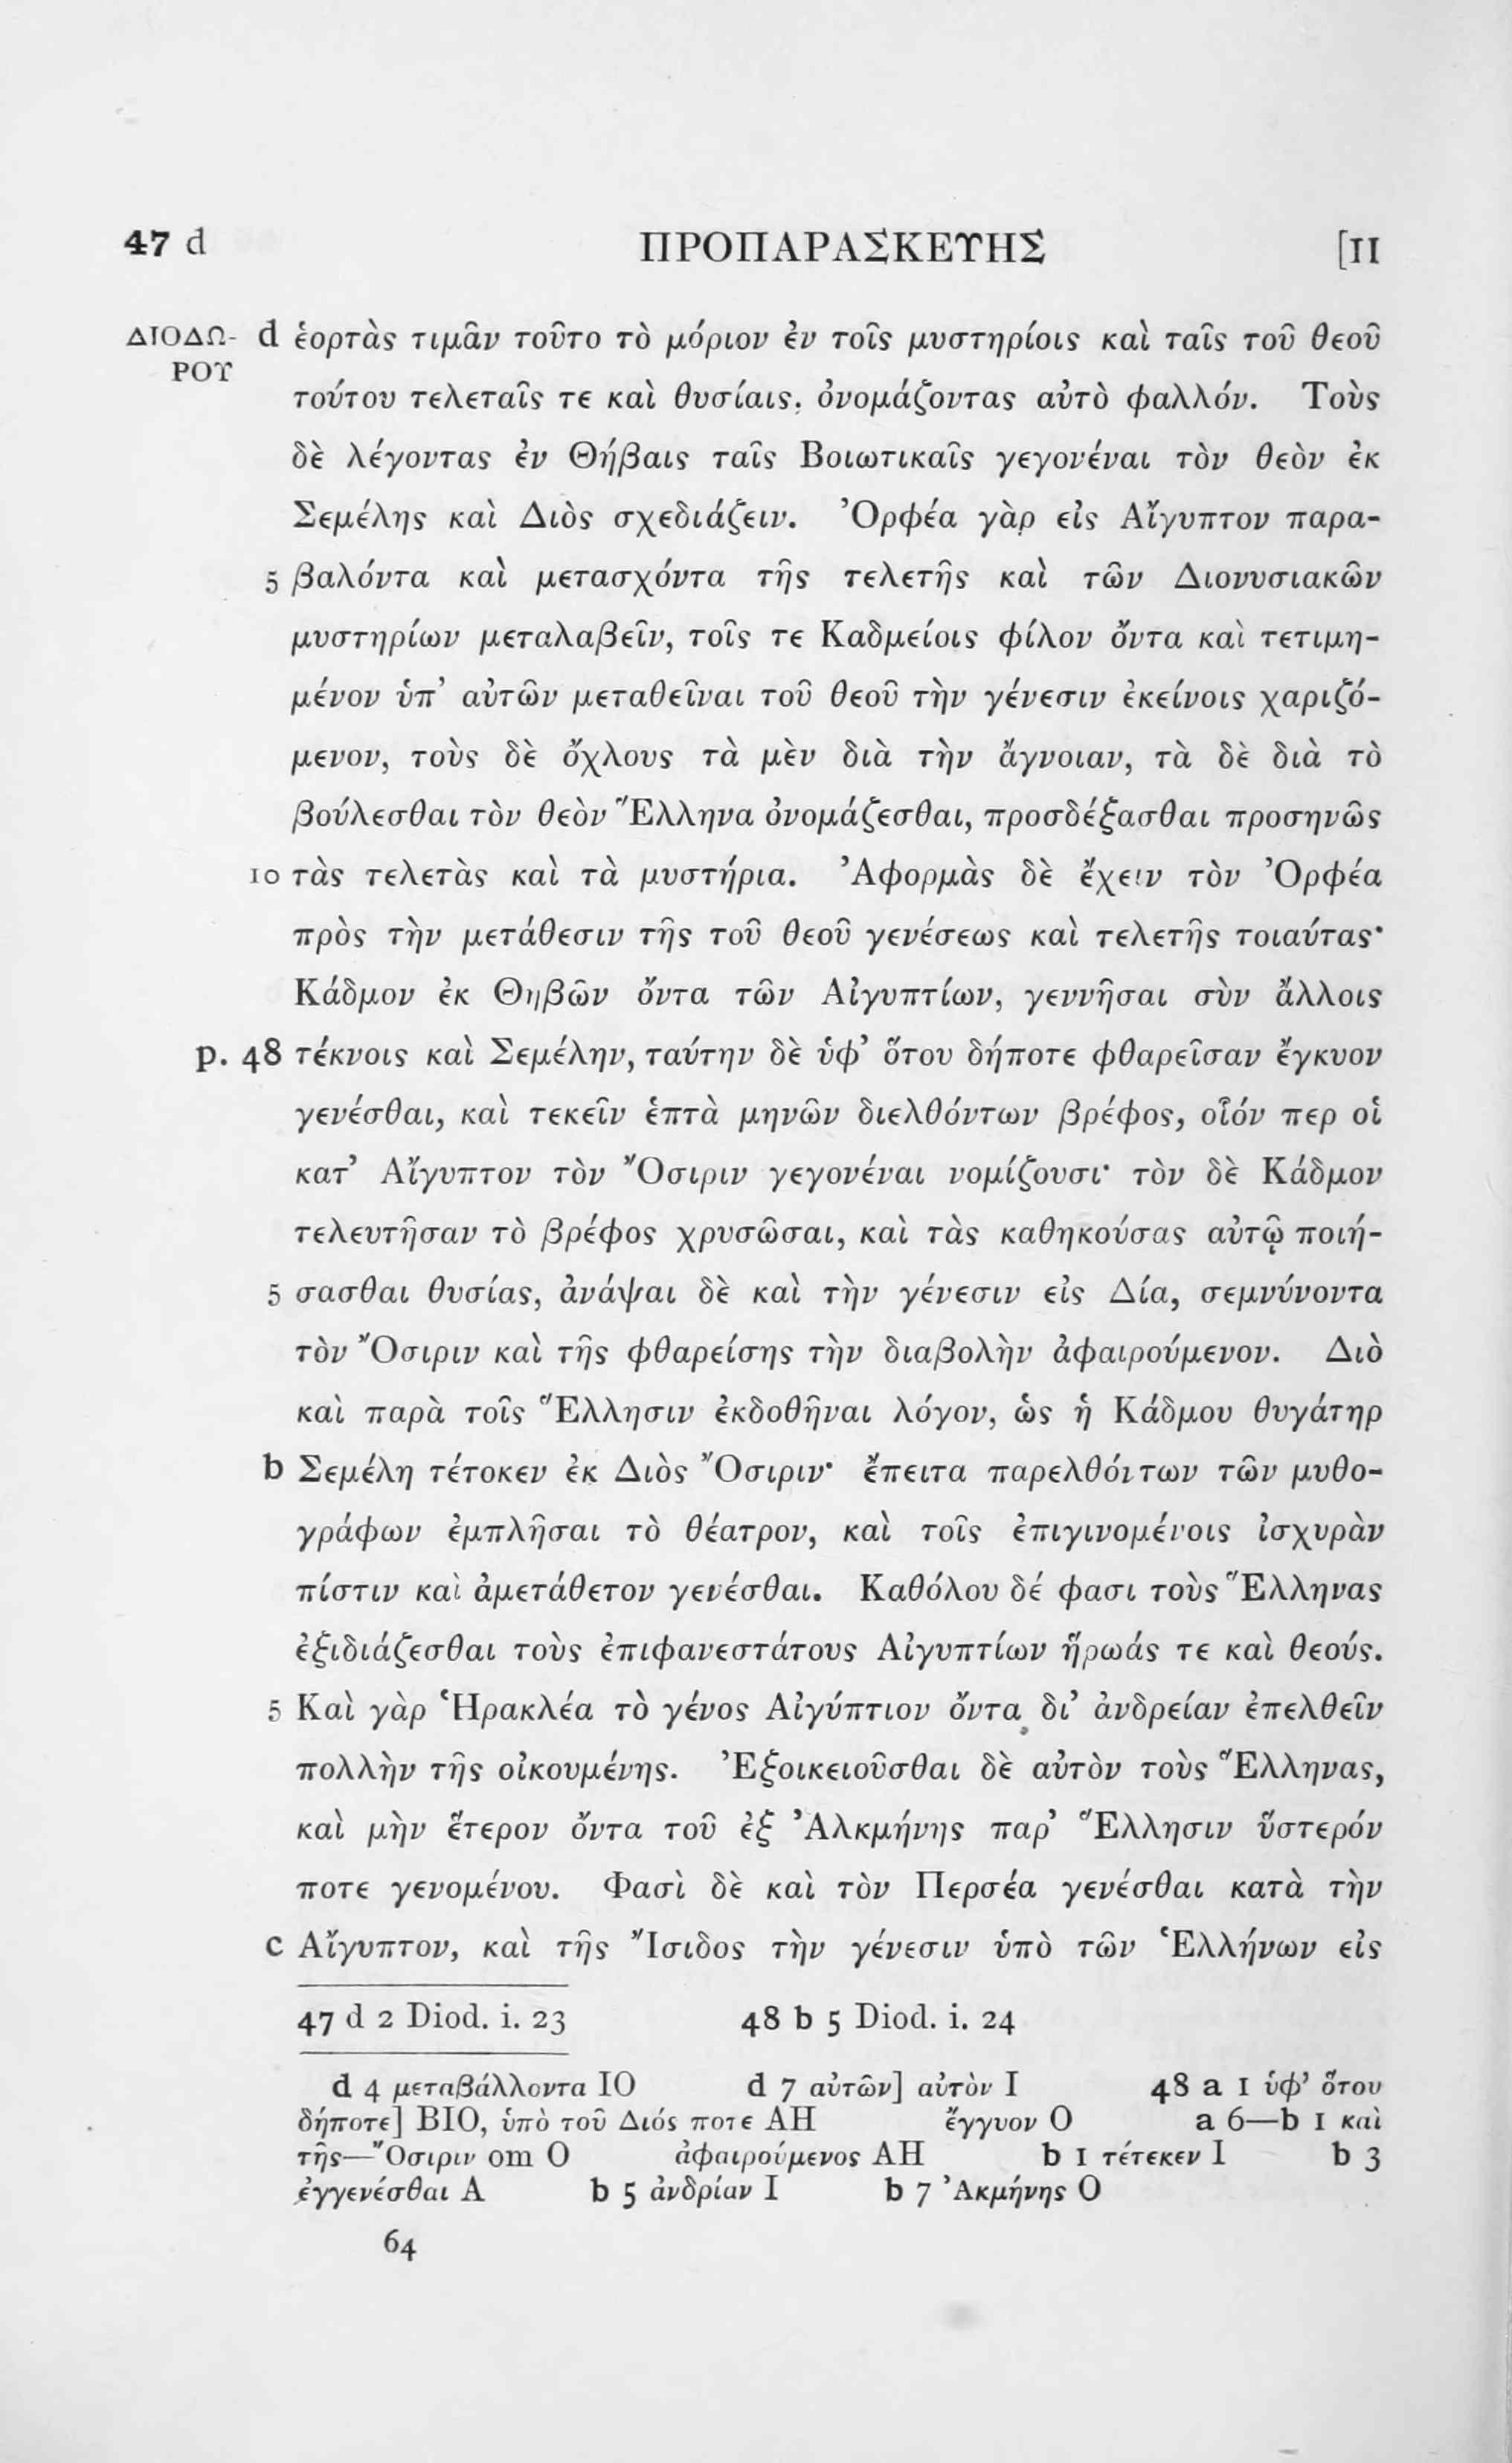 47 d ΠΡΟΠΑΡΑΣΚΕΥΗΣ [II
ΔΙΟΔΩ- d ἑορτὰς τιμᾶν τοῦτο τὸ μόριον ἐν τοῖς μυστηρίοις καὶ ταῖς τοῦ θεοῦ
ΡΟΥ
τούτου τελεταῖς τε καὶ θυσίαις, ὀνομάζοντας αὐτὸ φαλλόν. Τοὺς
δὲ λέγοντας ἐν Θήβαις ταῖς Βοιωτικαῖς γεγονέναι τὸν θεὸν ἐκ
Σεμέλης καὶ Διὸς σχεδιάζειν. Ὀρφέα γὰρ εἰς Αἴγυπτον παρα-
5 βαλόντα καὶ μετασχόντα τῆς τελετῆς καὶ τῶν Διονυσιακῶν
μυστηρίων μεταλαβεῖν, τοῖς τε Καδμείοις φίλον ὄντα καὶ τετιμη-
μένον ὑπ’ αὐτῶν μεταθεῖναι τοῦ θεοῦ τὴν γένεσιν ἐκείνοις χαριζό-
μενον, τοὺς δὲ ὄχλους τὰ μὲν διὰ τὴν ἄγνοιαν, τὰ δὲ διὰ τὸ
βούλεσθαι τὸν θεὸν Ἕλληνα ὀνομάζεσθαι, προσδέξασθαι προσηνῶς
10 τὰς τελετὰς καὶ τὰ μυστήρια. Ἀφορμὰς δὲ ἔχειν τὸν Ὀρφέα
πρὸς τὴν μετάθεσιν τῆς τοῦ θεοῦ γενέσεως καὶ τελετῆς τοιαύτας·
Κάδμον ἐκ Θηβῶν ὄντα τῶν Αἰγυπτίων, γεννῆσαι σὺν ἄλλοις
p. 48 τέκνοις καὶ Σεμέλην, ταύτην δὲ ὑφ’ ὅτου δήποτε φθαρεῖσαν ἔγκυον
γενέσθαι, καὶ τεκεῖν ἑπτὰ μηνῶν διελθόντων βρέφος, οἷόν περ οἱ
κατ’ Αἴγυπτον τὸν Ὄσιριν γεγονέναι νομίζουσι· τὸν δὲ Κάδμον
τελευτῆσαν τὸ βρέφος χρυσῶσαι, καὶ τὰς καθηκούσας αὐτῷ ποιή-
5 σασθαι θυσίας, ἀνάψαι δὲ καὶ τὴν γένεσιν εἰς Δία, σεμνύνοντα
τὸν Ὄσιριν καὶ τῆς φθαρείσης τὴν διαβολὴν ἀφαιρούμενον. Διὸ
καὶ παρὰ τοῖς Ἕλλησιν ἐκδοθῆναι λόγον, ὡς ἡ Κάδμου θυγάτηρ
b Σεμέλη τέτοκεν ἐκ Διὸς Ὄσιριν· ἔπειτα παρελθόντων τῶν μυθο-
γράφων ἐμπλῆσαι τὸ θέατρον, καὶ τοῖς ἐπιγινομένοις ἰσχυρὰν
πίστιν καὶ ἀμετάθετον γενέσθαι. Καθόλου δέ φασι τοὺς Ἕλληνας
ἐξιδιάζεσθαι τοὺς ἐπιφανεστάτους Αἰγυπτίων ἥρωάς τε καὶ θεούς.
5 Καὶ γὰρ Ἡρακλέα τὸ γένος Αἰγύπτιον ὄντα δι’ ἀνδρείαν ἐπελθεῖν
πολλὴν τῆς οἰκουμένης. Ἐξοικειοῦσθαι δὲ αὐτὸν τοὺς Ἕλληνας,
καὶ μὴν ἕτερον ὄντα τοῦ ἐξ Ἀλκμήνης παρ’ Ἕλλησιν ὕστερόν
ποτε γενομένου. Φασὶ δὲ καὶ τὸν Περσέα γενέσθαι κατὰ τὴν
c Αἴγυπτον, καὶ τῆς Ἴσιδος τὴν γένεσιν ὑπὸ τῶν Ἑλλήνων εἰς
47 d 2 Diod. i. 23 48 b 5 Diod. i. 24
d 4 μεταβάλλοντα IO d 7 αὐτῶν] αὐτὸν I 48 a 1 ὑφ’ ὅτου
δήποτε] BIO, ὑπὸ τοῦ Διός ποτε AH ἔγγυον O a 6—b 1 καὶ
τῆς—Ὄσιριν om O ἀφαιρούμενος AH b 1 τέτεκεν I b 3
ἐγγενέσθαι A b 5 ἀνδρίαν I b 7 Ἀκμήνης O
64